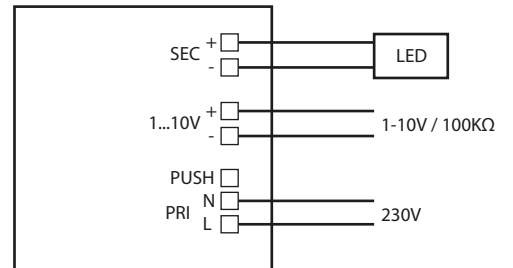 SEC + LED
-
1...10V + 1-10V / 100KΩ
-
PUSH
PRI N 230V
L